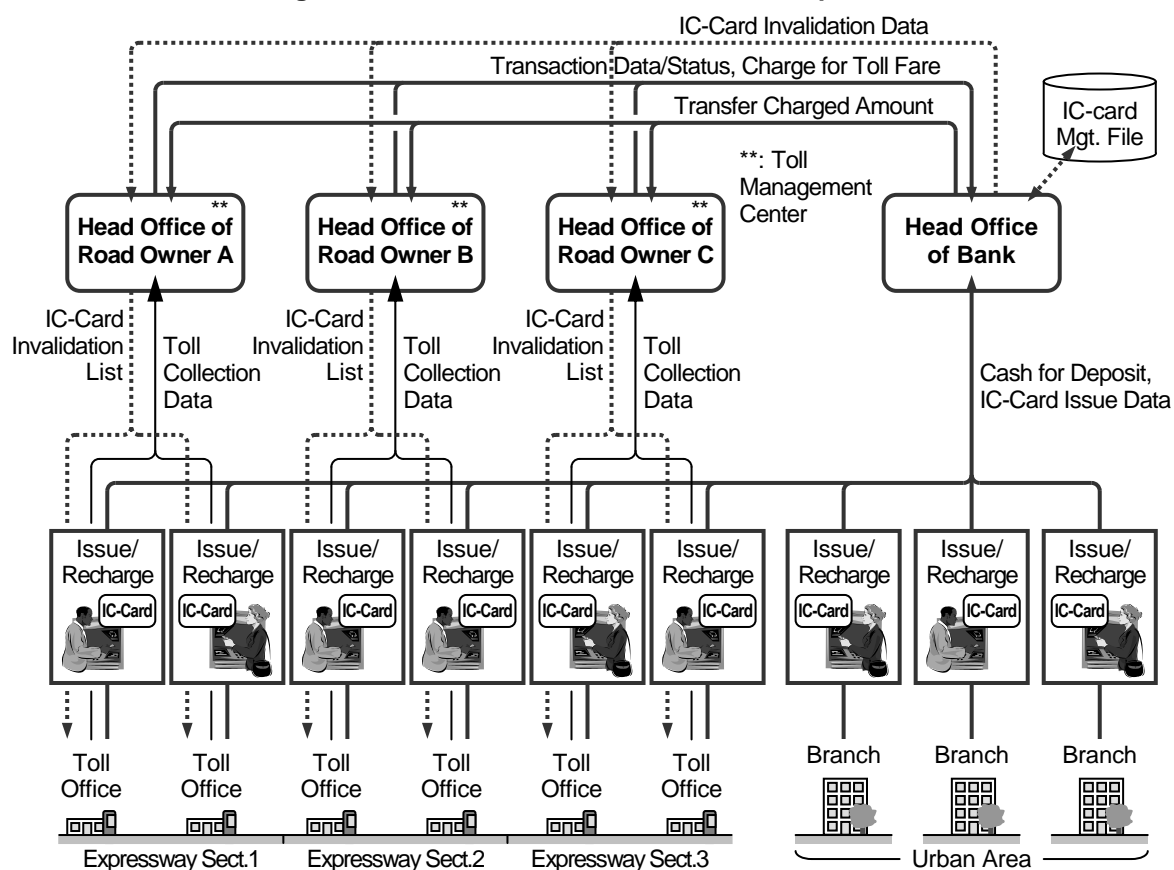 IC-Card Invalidation Data
Transaction Data/Status, Charge for Toll Fare
Transfer Charged Amount
IC-card
Mgt. File
**: Toll
Management
Center
**
Head Office of
Road Owner A
**
Head Office of
Road Owner B
**
Head Office of
Road Owner C
Head Office
of Bank
IC-Card
Invalidation
List
Toll
Collection
Data
IC-Card
Invalidation
List
Toll
Collection
Data
IC-Card
Invalidation
List
Toll
Collection
Data
Cash for Deposit,
IC-Card Issue Data
Issue/
Recharge
IC-Card
Issue/
Recharge
IC-Card
Issue/
Recharge
IC-Card
Issue/
Recharge
IC-Card
Issue/
Recharge
IC-Card
Issue/
Recharge
IC-Card
Issue/
Recharge
IC-Card
Issue/
Recharge
IC-Card
Issue/
Recharge
IC-Card
Toll
Office
Toll
Office
Toll
Office
Toll
Office
Toll
Office
Toll
Office
Branch
Branch
Branch
Expressway Sect.1
Expressway Sect.2
Expressway Sect.3
Urban Area